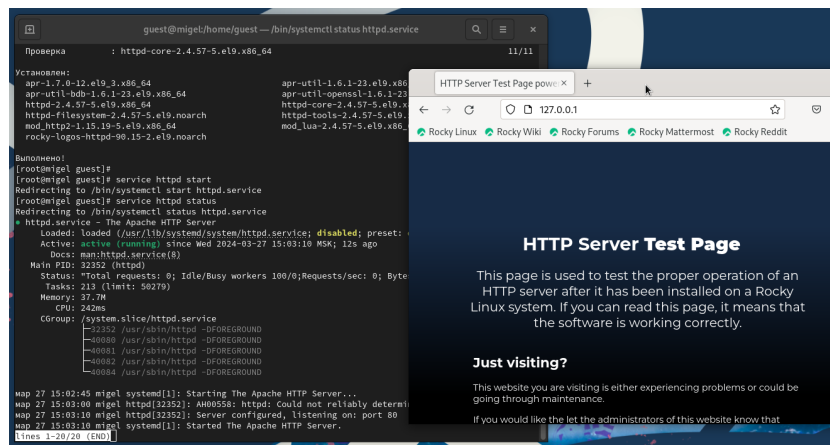 guest@migel:/home/guest — /bin/systemctl status httpd.service
Проверка : httpd-core-2.4.57-5.el9.x86_64 11/11
Установлен:
apr-1.7.0-12.el9_3.x86_64 apr-util-1.6.1-23.el9.x86
apr-util-bdb-1.6.1-23.el9.x86_64 apr-util-openssl-1.6.1-23
httpd-2.4.57-5.el9.x86_64 httpd-core-2.4.57-5.el9.x
httpd-filesystem-2.4.57-5.el9.noarch httpd-tools-2.4.57-5.el9.
mod_http2-1.15.19-5.el9.x86_64 mod_lua-2.4.57-5.el9.x86_
rocky-logos-httpd-90.15-2.el9.noarch
Выполнено!
[root@migel guest]#
[root@migel guest]# service httpd start
Redirecting to /bin/systemctl start httpd.service
[root@migel guest]# service httpd status
Redirecting to /bin/systemctl status httpd.service
● httpd.service - The Apache HTTP Server
Loaded: loaded (/usr/lib/systemd/system/httpd.service; disabled; preset:
Active: active (running) since Wed 2024-03-27 15:03:10 MSK; 12s ago
Docs: man:httpd.service(8)
Main PID: 32352 (httpd)
Status: "Total requests: 0; Idle/Busy workers 100/0;Requests/sec: 0; Byte
Tasks: 213 (limit: 50279)
Memory: 37.7M
CPU: 242ms
CGroup: /system.slice/httpd.service
├─32352 /usr/sbin/httpd -DFOREGROUND
├─40080 /usr/sbin/httpd -DFOREGROUND
├─40081 /usr/sbin/httpd -DFOREGROUND
├─40082 /usr/sbin/httpd -DFOREGROUND
└─40084 /usr/sbin/httpd -DFOREGROUND
мар 27 15:02:45 migel systemd[1]: Starting The Apache HTTP Server...
мар 27 15:03:00 migel httpd[32352]: AH00558: httpd: Could not reliably determi
мар 27 15:03:10 migel httpd[32352]: Server configured, listening on: port 80
мар 27 15:03:10 migel systemd[1]: Started The Apache HTTP Server.
lines 1-20/20 (END)
HTTP Server Test Page powe
127.0.0.1
Rocky Linux Rocky Wiki Rocky Forums Rocky Mattermost Rocky Reddit
HTTP Server Test Page
This page is used to test the proper operation of an
HTTP server after it has been installed on a Rocky
Linux system. If you can read this page, it means that
the software is working correctly.
Just visiting?
This website you are visiting is either experiencing problems or could be
going through maintenance.
If you would like the let the administrators of this website know that